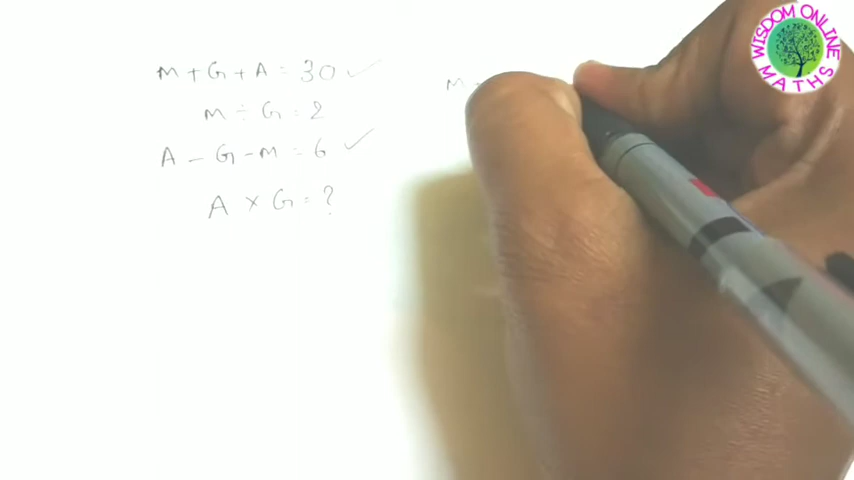 M + G + A = 30 ✓
M ÷ G = 2
A - G - M = 6 ✓
A × G = ?
M
WISDOM ONLINE MATHS